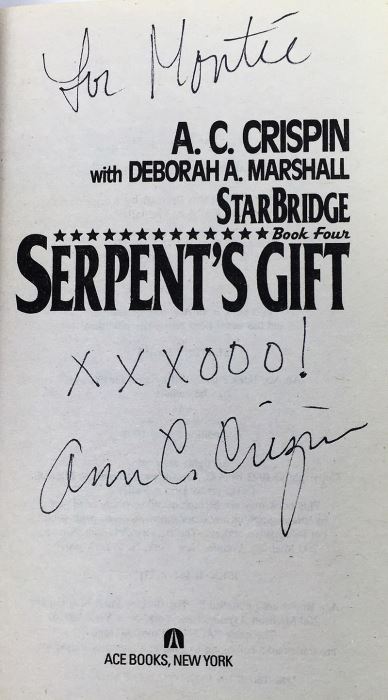 For Montie
A. C. CRISPIN
with DEBORAH A. MARSHALL
STARBRIDGE
Book Four
SERPENT'S GIFT
XXXOOO!
Ann C. Crispin
ACE BOOKS, NEW YORK